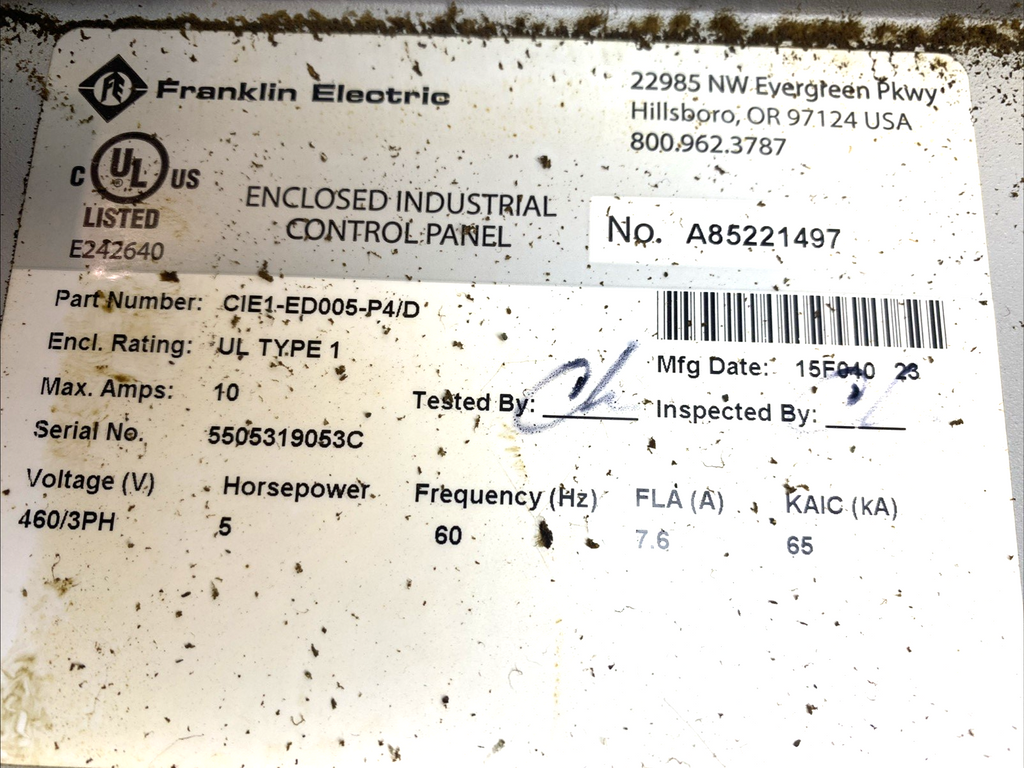 FE Franklin Electric
22985 NW Evergreen Pkwy
Hillsboro, OR 97124 USA
800.962.3787
C UL US
LISTED
E242640
ENCLOSED INDUSTRIAL
CONTROL PANEL
No. A85221497
Part Number: CIE1-ED005-P4/D
Encl. Rating: UL TYPE 1
Mfg Date: 15F040 23
Max. Amps: 10
Tested By:
Inspected By:
Serial No. 5505319053C
Voltage (V) Horsepower Frequency (Hz) FLA (A) KAIC (kA)
460/3PH 5 60 7.6 65